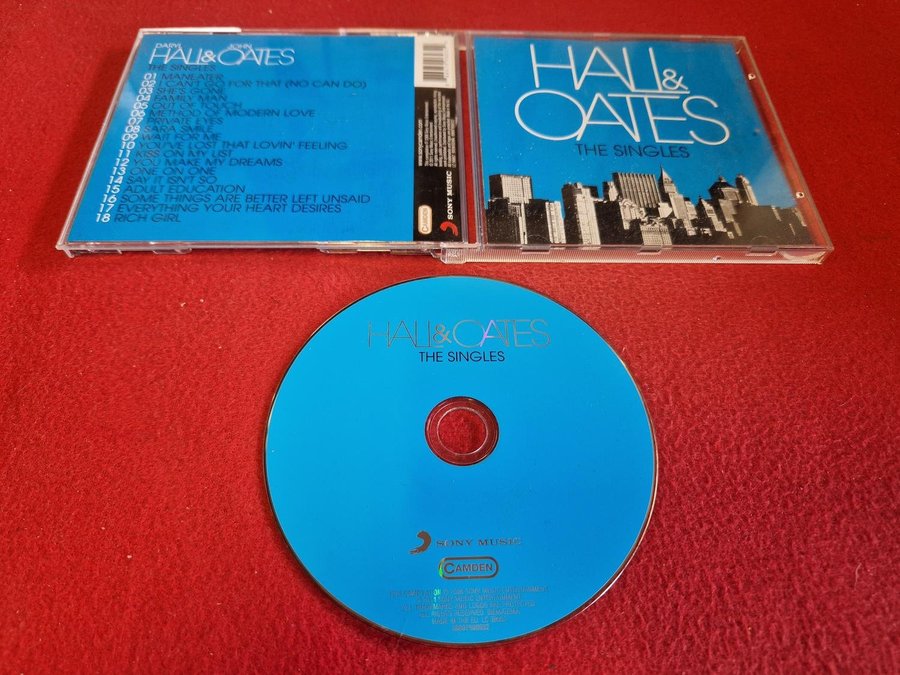 DARYL JOHN
HALL & OATES
THE SINGLES
01 MANEATER
02 I CAN'T GO FOR THAT (NO CAN DO)
03 SHE'S GONE
04 FAMILY MAN
05 OUT OF TOUCH
06 METHOD OF MODERN LOVE
07 PRIVATE EYES
08 SARA SMILE
09 WAIT FOR ME
10 YOU'VE LOST THAT LOVIN' FEELING
11 KISS ON MY LIST
12 YOU MAKE MY DREAMS
13 ONE ON ONE
14 SAY IT ISN'T SO
15 ADULT EDUCATION
16 SOME THINGS ARE BETTER LEFT UNSAID
17 EVERYTHING YOUR HEART DESIRES
18 RICH GIRL
CAMDEN
SONY MUSIC
HALL &
OATES
THE SINGLES
HALL & OATES
THE SINGLES
SONY MUSIC
CAMDEN